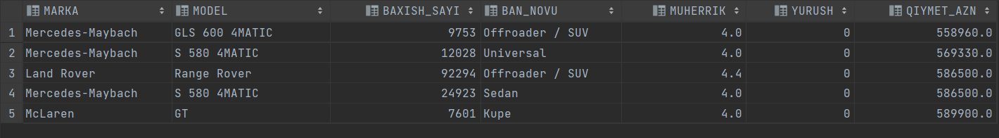 MARKA MODEL BAXISH_SAYI BAN_NOVU MUHERRIK YURUSH QIYMET_AZN
1 Mercedes-Maybach GLS 600 4MATIC 9753 Offroader / SUV 4.0 0 558960.0
2 Mercedes-Maybach S 580 4MATIC 12028 Universal 4.0 0 569330.0
3 Land Rover Range Rover 92294 Offroader / SUV 4.4 0 586500.0
4 Mercedes-Maybach S 580 4MATIC 24923 Sedan 4.0 0 586500.0
5 McLaren GT 7601 Kupe 4.0 0 589900.0